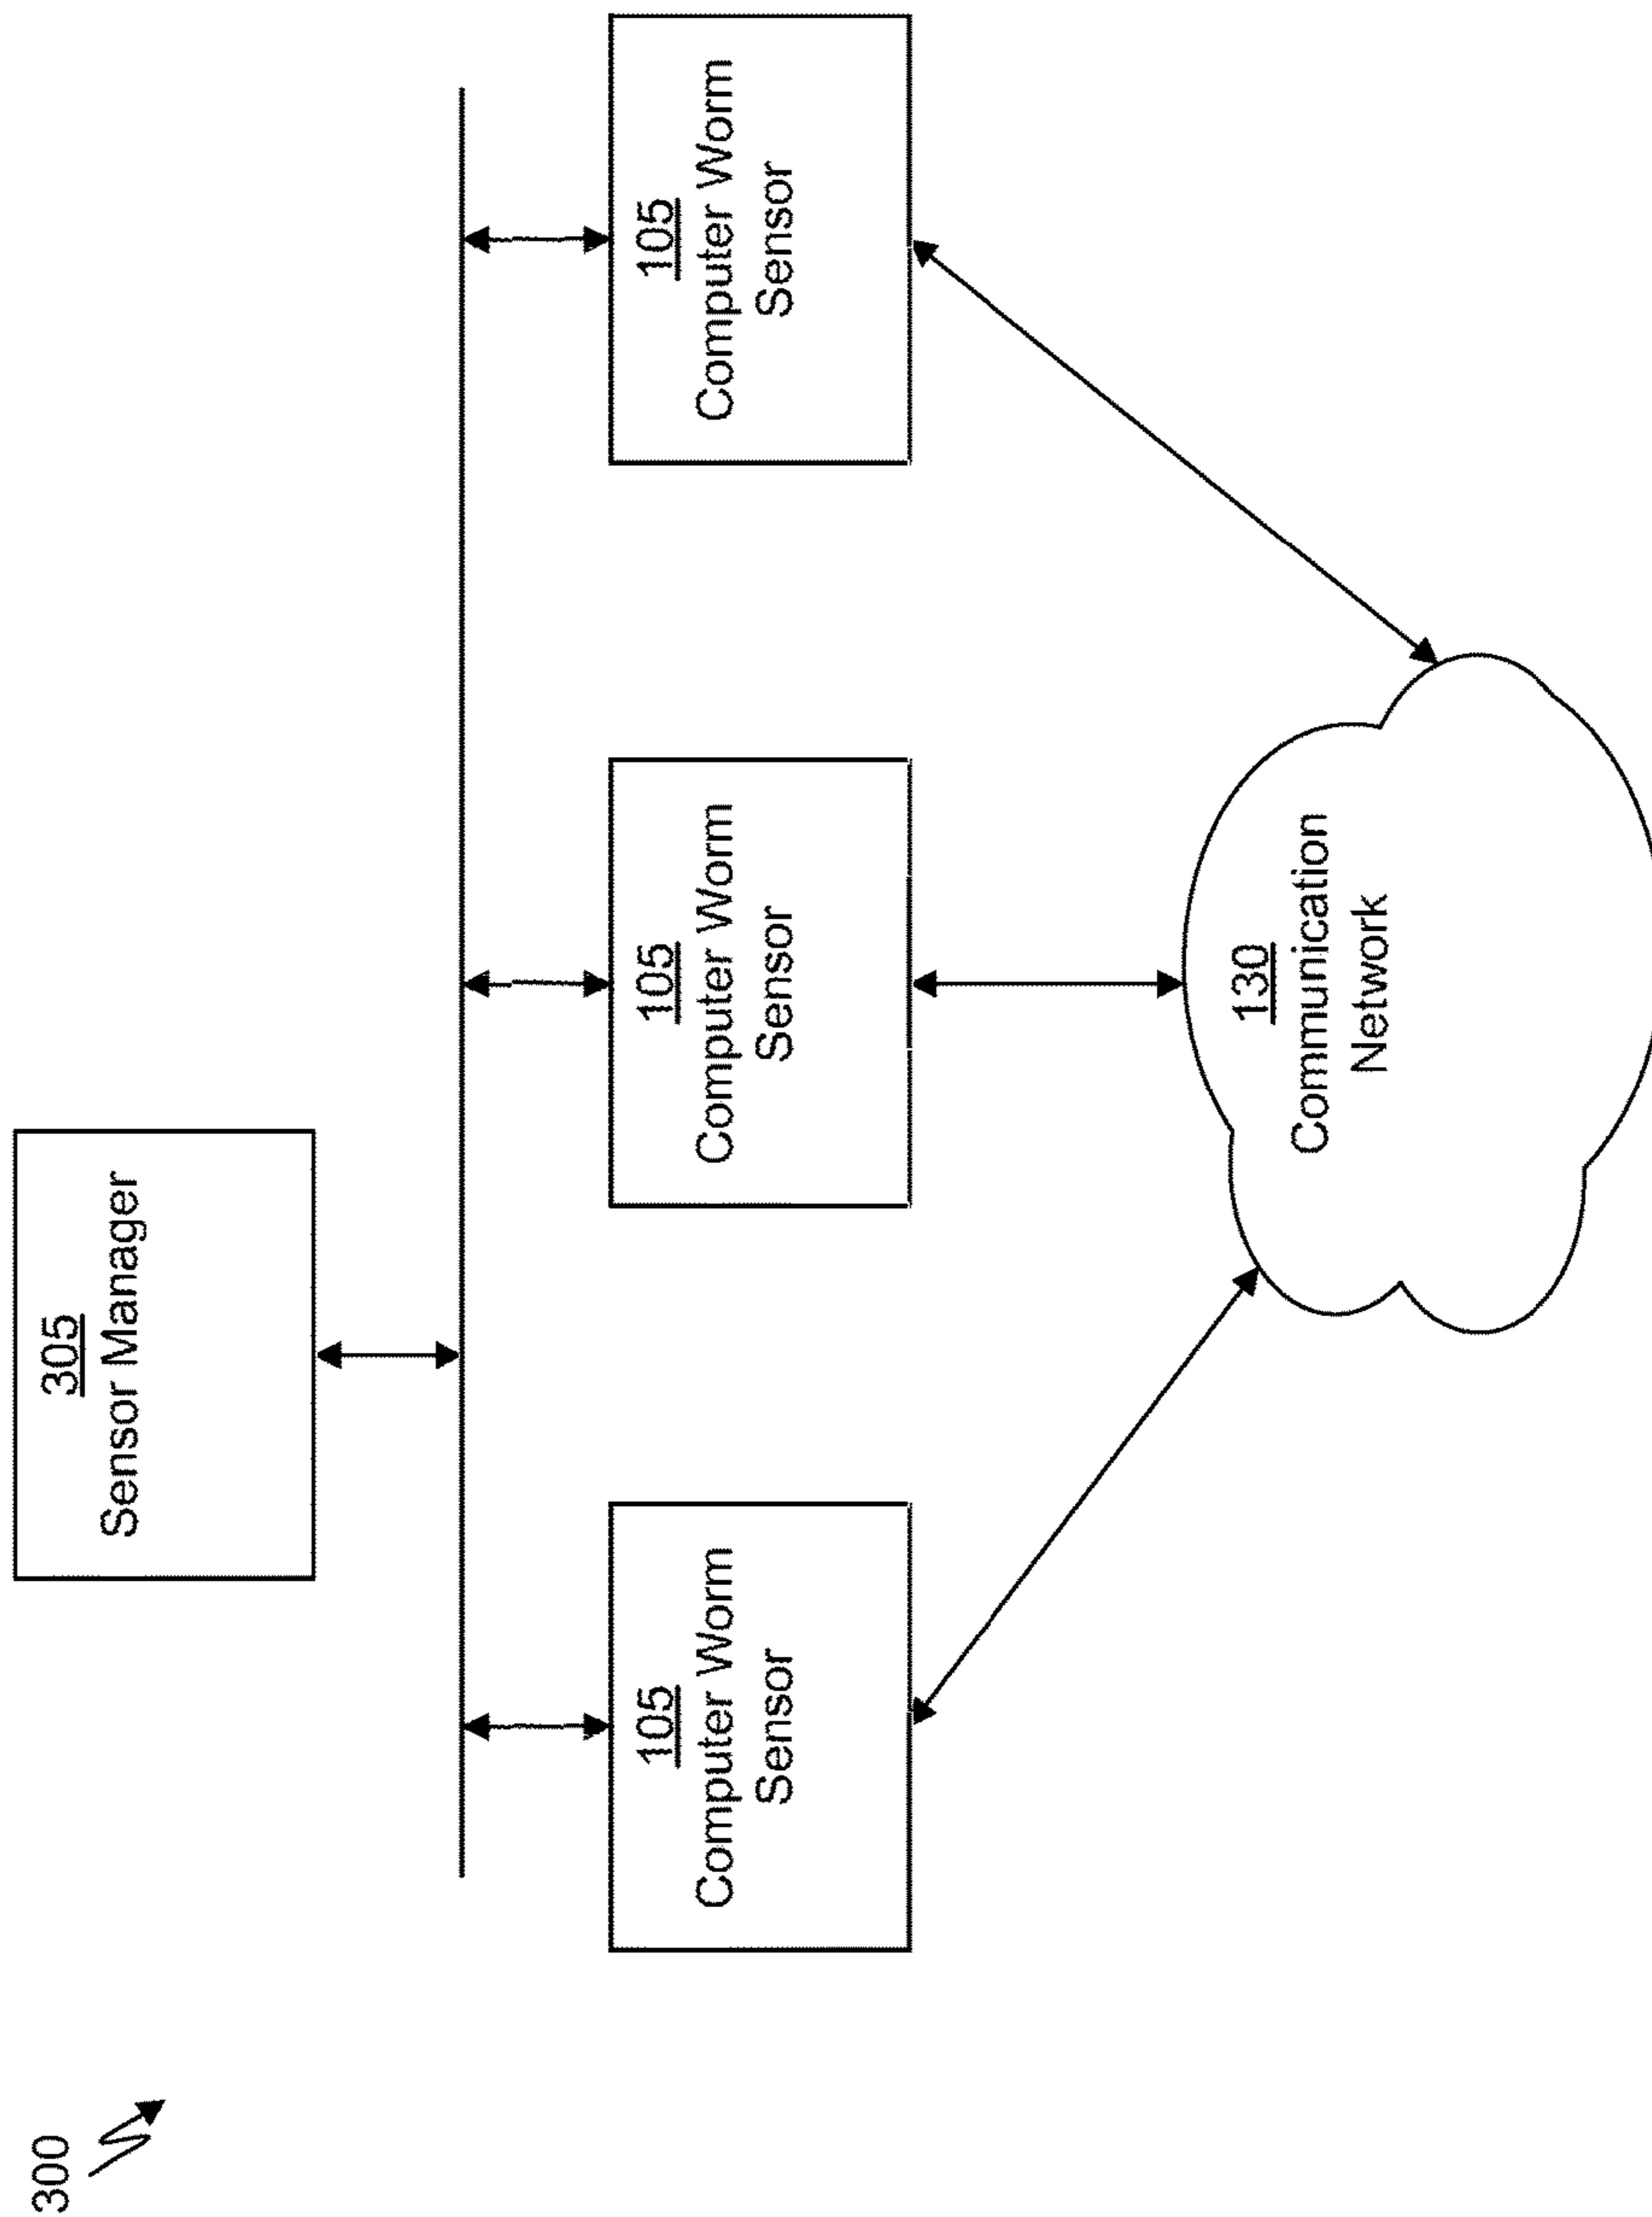 300
305
Sensor Manager
105
Computer Worm
Sensor
105
Computer Worm
Sensor
105
Computer Worm
Sensor
130
Communication
Network